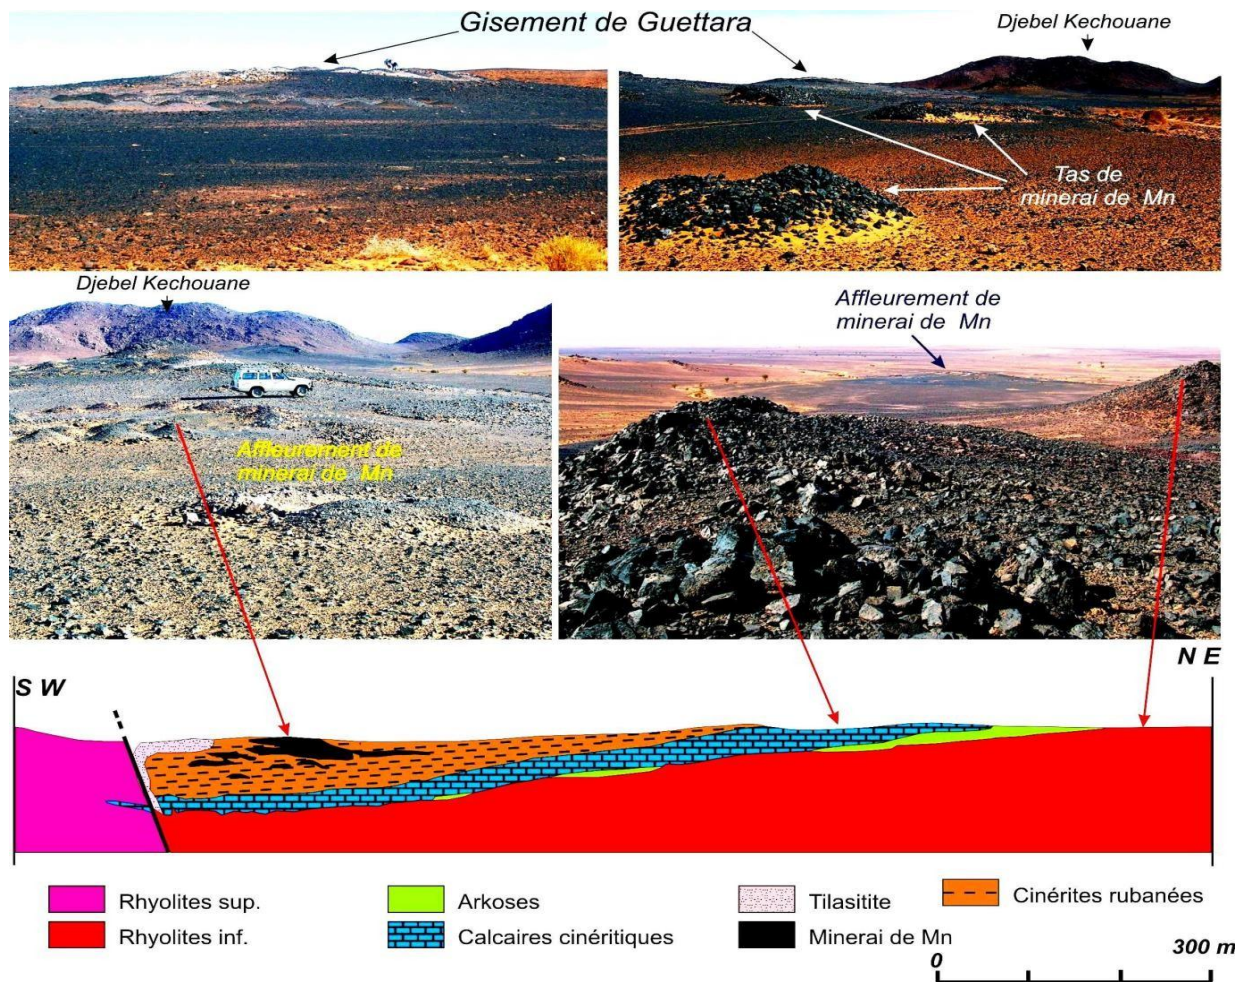 Gisement de Guettara
Djebel Kechouane
Tas de
minerai de Mn
Djebel Kechouane
Affleurement de
minerai de Mn
Affleurement de
minerai de Mn
S W
N E
Rhyolites sup.
Arkoses
Tilasitite
Cinérites rubanées
Rhyolites inf.
Calcaires cinéritiques
Minerai de Mn
0
300 m